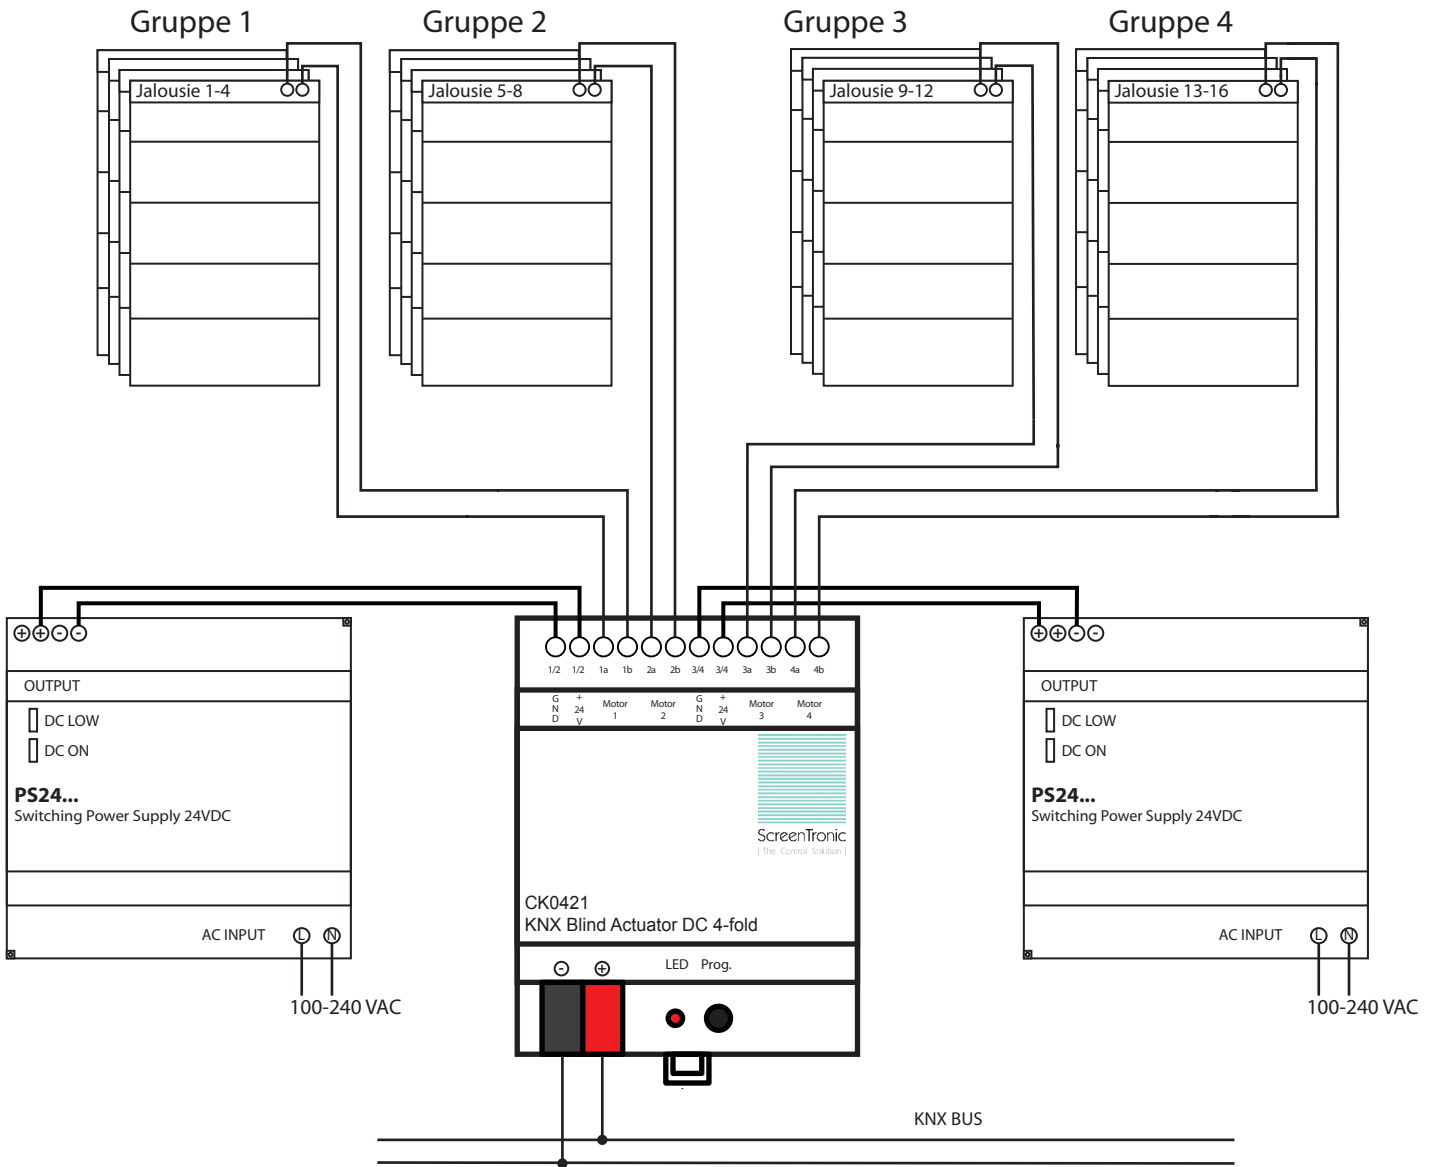 Gruppe 1
Gruppe 2
Gruppe 3
Gruppe 4
Jalousie 1-4
Jalousie 5-8
Jalousie 9-12
Jalousie 13-16
OUTPUT
DC LOW
DC ON
PS24...
Switching Power Supply 24VDC
AC INPUT
L
N
100-240 VAC
1/2 1/2 1a 1b 2a 2b 3/4 3/4 3a 3b 4a 4b
GND
+24V
Motor 1
Motor 2
GND
+24V
Motor 3
Motor 4
ScreenTronic
| The Control Solution |
CK0421
KNX Blind Actuator DC 4-fold
- + LED Prog.
OUTPUT
DC LOW
DC ON
PS24...
Switching Power Supply 24VDC
AC INPUT
L
N
100-240 VAC
KNX BUS